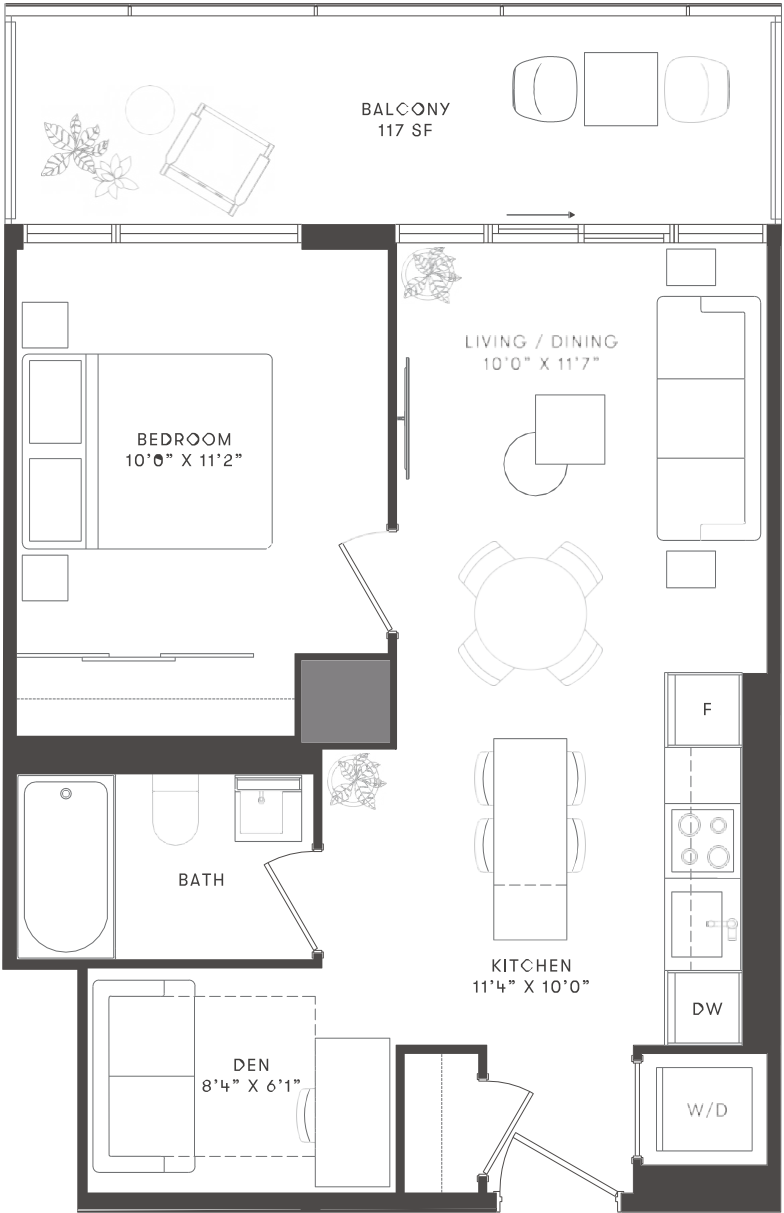 BALCONY
117 SF
LIVING / DINING
10'0" X 11'7"
BEDROOM
10'0" X 11'2"
F
BATH
KITCHEN
11'4" X 10'0"
DW
DEN
8'4" X 6'1"
W/D